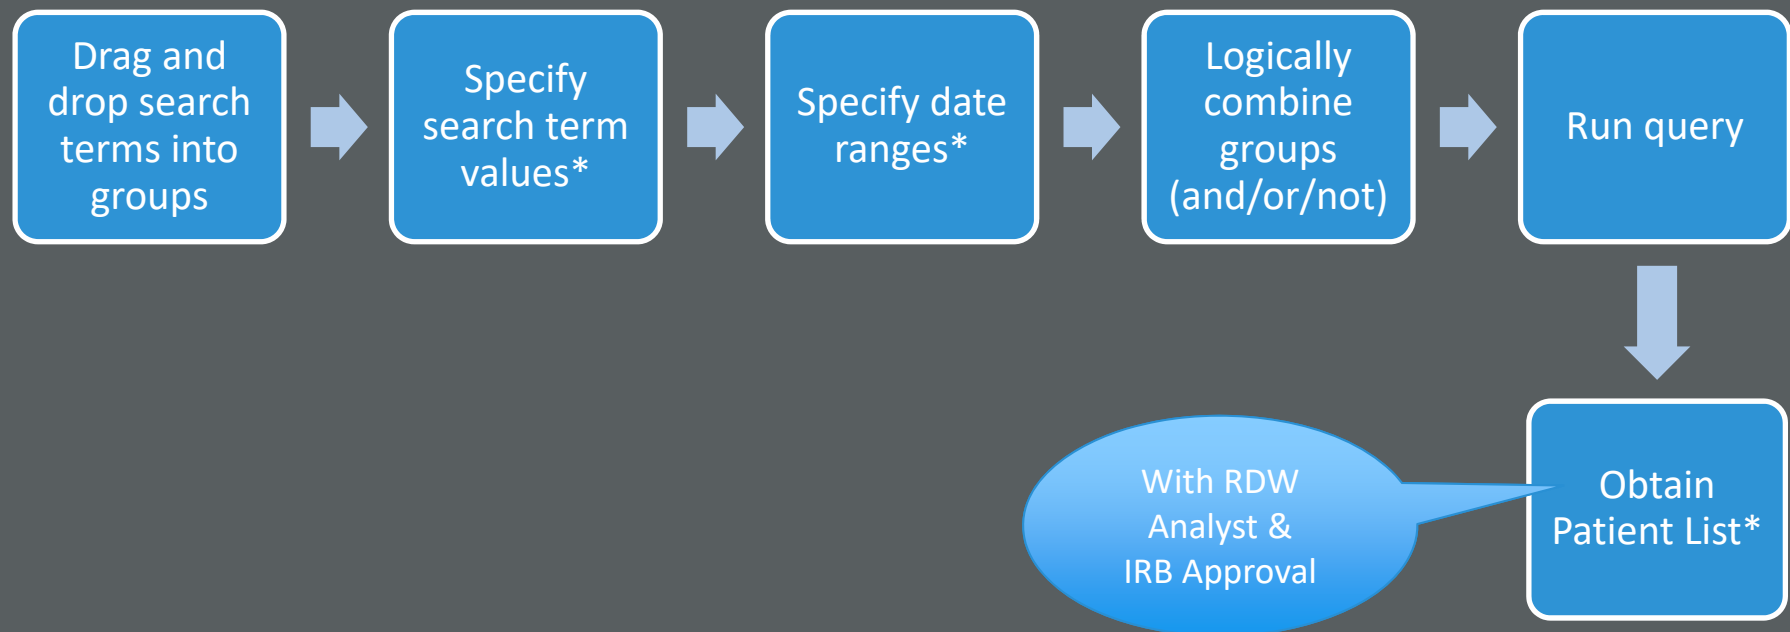 Drag and
drop search
terms into
groups
Specify
search term
values*
Specify date
ranges*
Logically
combine
groups
(and/or/not)
Run query
With RDW
Analyst &
IRB Approval
Obtain
Patient List*